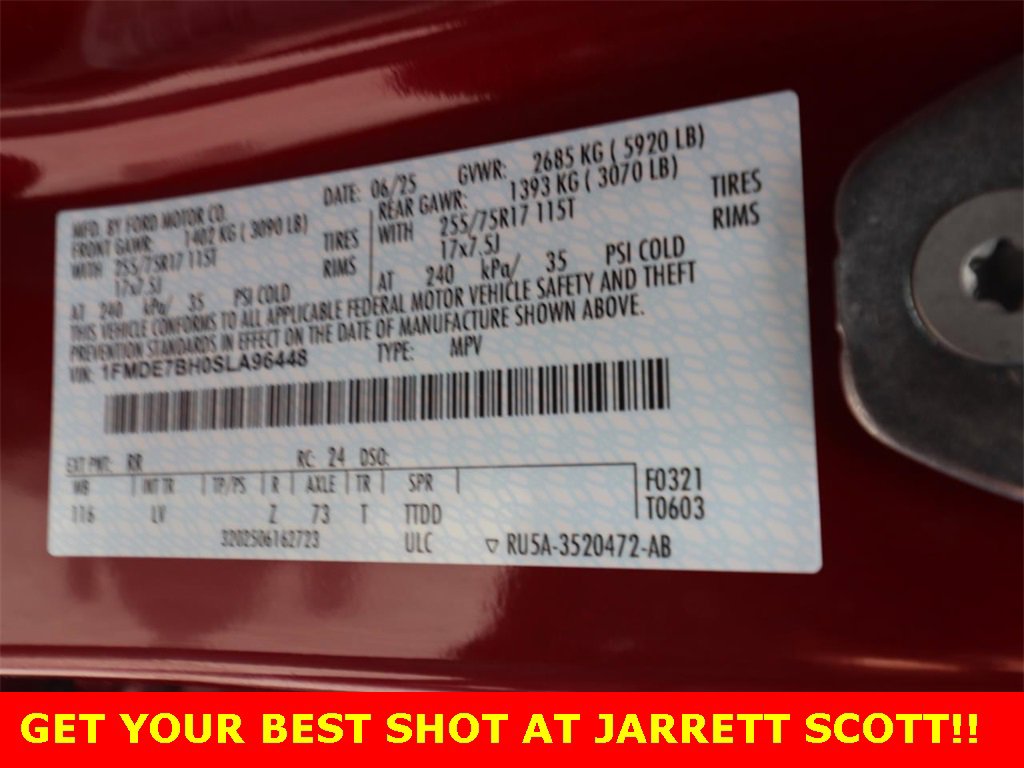 MFD. BY FORD MOTOR CO.
DATE: 06/25 GVWR: 2685 KG ( 5920 LB)
FRONT GAWR: 1402 KG ( 3090 LB)
REAR GAWR: 1393 KG ( 3070 LB)
WITH 255/75R17 115T TIRES
WITH 255/75R17 115T TIRES
17x7.5J RIMS
17x7.5J RIMS
AT 240 kPa/ 35 PSI COLD
AT 240 kPa/ 35 PSI COLD
THIS VEHICLE CONFORMS TO ALL APPLICABLE FEDERAL MOTOR VEHICLE SAFETY AND THEFT
PREVENTION STANDARDS IN EFFECT ON THE DATE OF MANUFACTURE SHOWN ABOVE.
VIN: 1FMDE7BH0SLA96448 TYPE: MPV
EXT PNT: RR RC: 24 DSO:
WB INT TR TP/PS R AXLE TR SPR
F0321
116 LV Z 73 T TTDD
T0603
3202506162723 ULC ▽ RU5A-3520472-AB
GET YOUR BEST SHOT AT JARRETT SCOTT!!